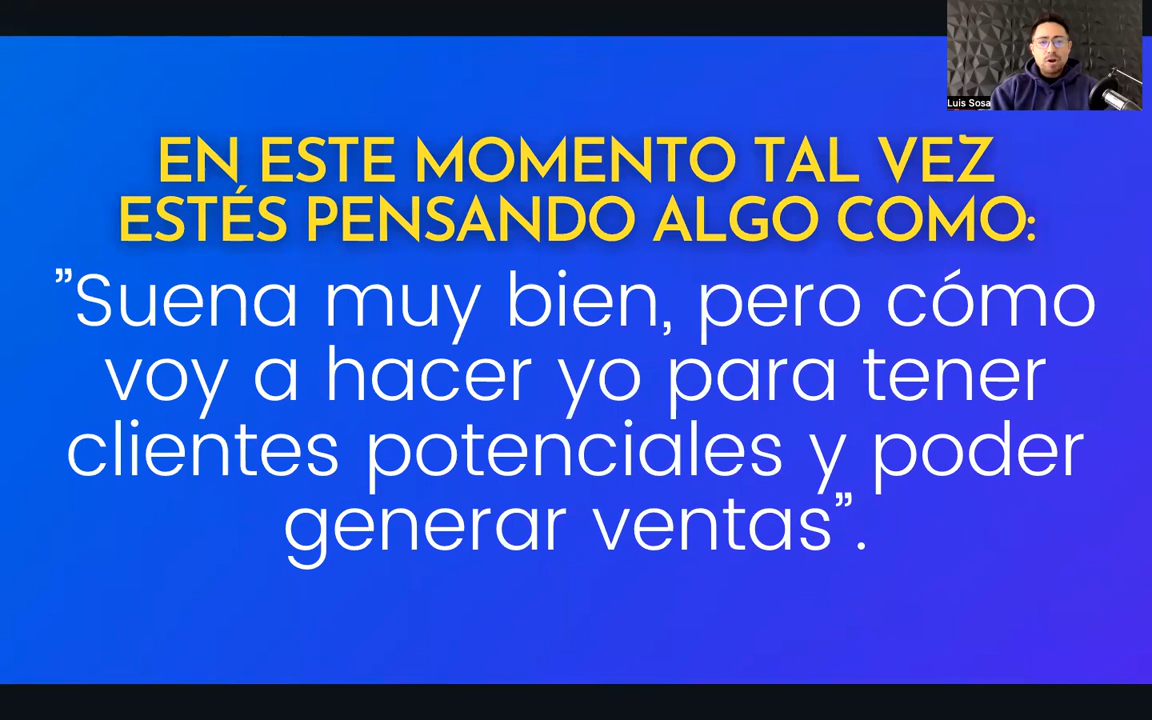 Luis Sosa
EN ESTE MOMENTO TAL VEZ
ESTÉS PENSANDO ALGO COMO:
”Suena muy bien, pero cómo
voy a hacer yo para tener
clientes potenciales y poder
generar ventas”.